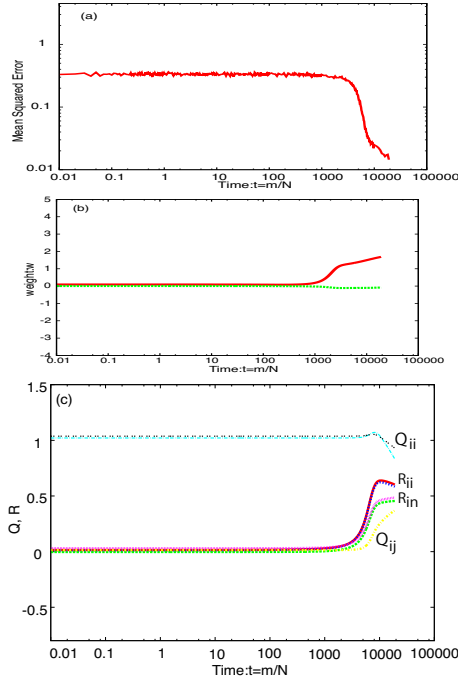 (a)
1
0.1
0.01
Mean Squared Error
0.01 0.1 1 10 100 1000 10000 100000
Time:t=m/N
(b)
5
4
3
2
1
0
-1
-2
-3
-4
weight:w
0.01 0.1 1 10 100 1000 10000 100000
Time:t=m/N
(c)
1.5
1
0.5
0
-0.5
Q, R
Qii
Rii
Rin
Qij
0.01 0.1 1 10 100 1000 10000 100000
Time:t=m/N